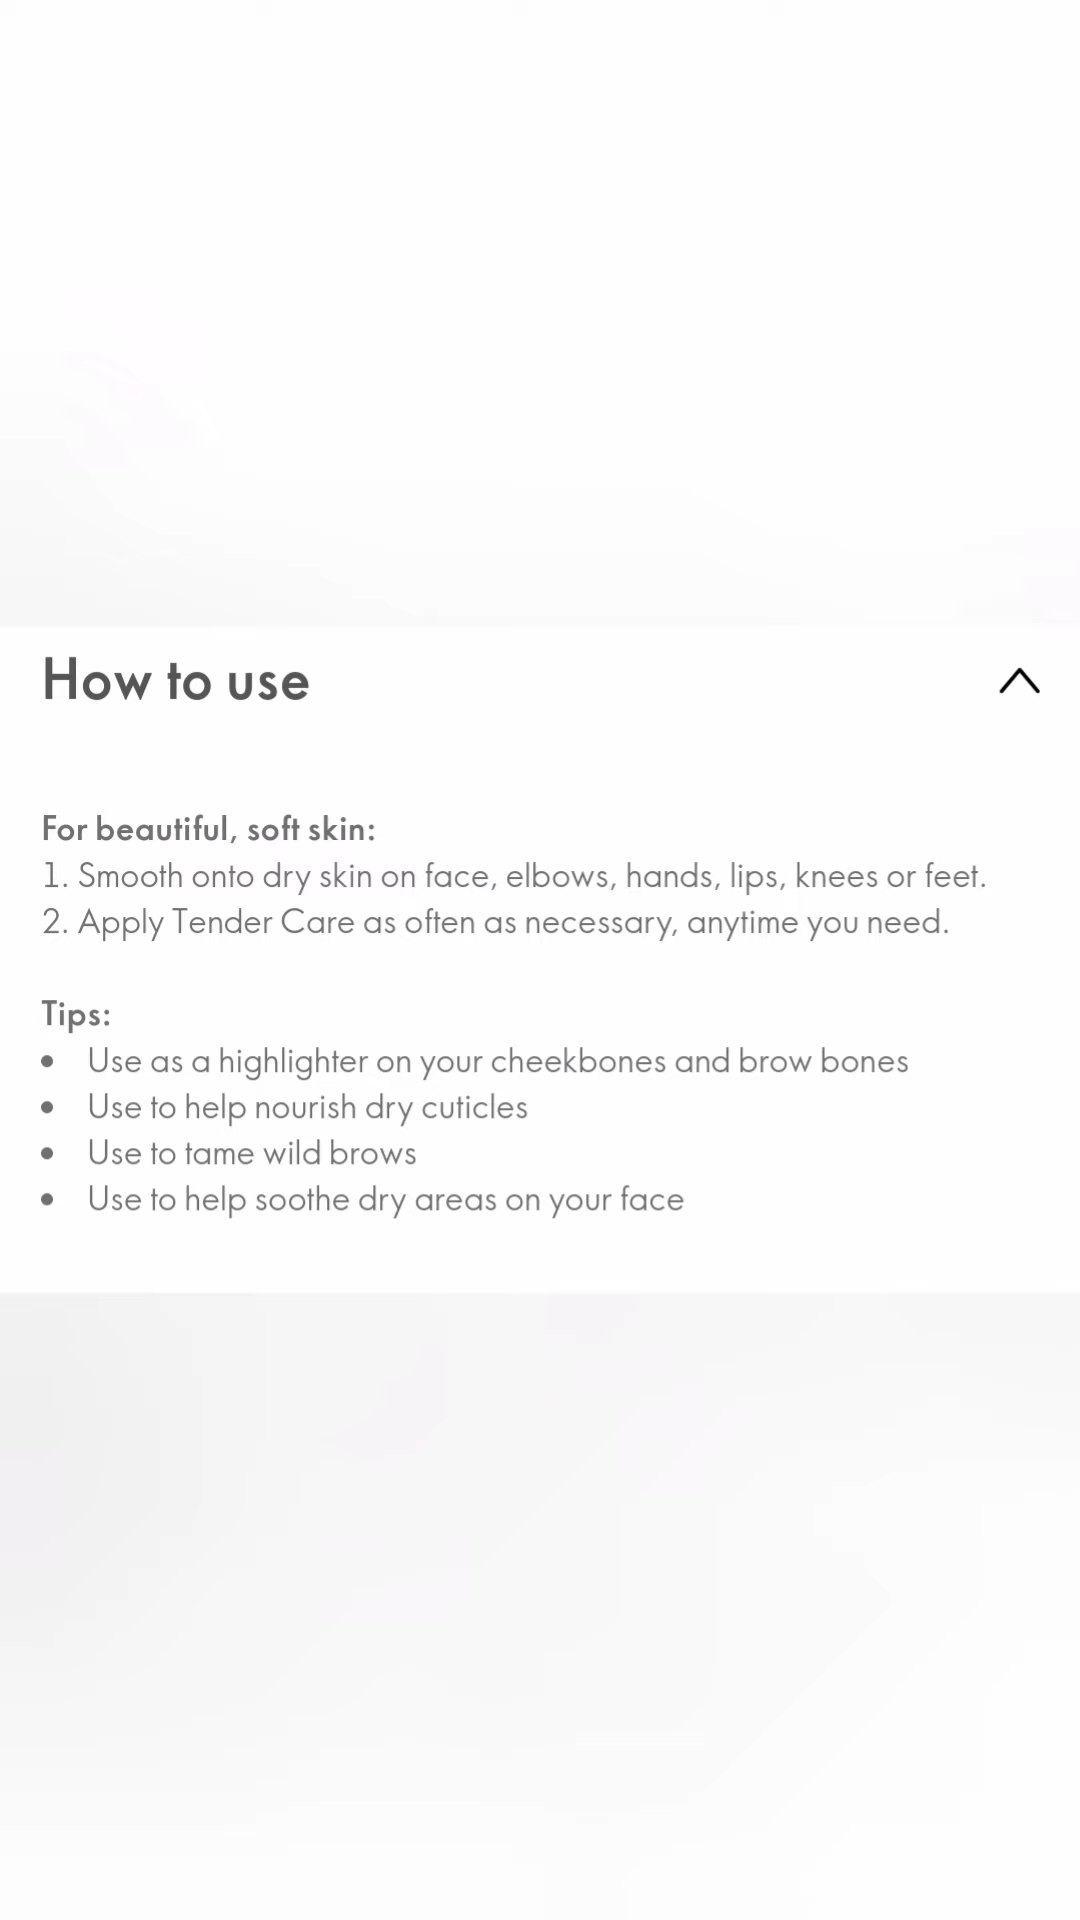 How to use
For beautiful, soft skin:
1. Smooth onto dry skin on face, elbows, hands, lips, knees or feet.
2. Apply Tender Care as often as necessary, anytime you need.
Tips:
• Use as a highlighter on your cheekbones and brow bones
• Use to help nourish dry cuticles
• Use to tame wild brows
• Use to help soothe dry areas on your face